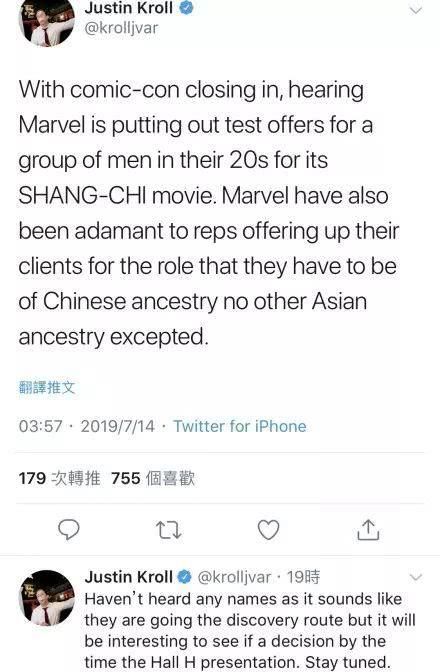 Justin Kroll
@krolljvar
With comic-con closing in, hearing
Marvel is putting out test offers for a
group of men in their 20s for its
SHANG-CHI movie. Marvel have also
been adamant to reps offering up their
clients for the role that they have to be
of Chinese ancestry no other Asian
ancestry excepted.
翻譯推文
03:57 · 2019/7/14 · Twitter for iPhone
179 次轉推 755 個喜歡
Justin Kroll @krolljvar · 19時
Haven't heard any names as it sounds like
they are going the discovery route but it will
be interesting to see if a decision by the
time the Hall H presentation. Stay tuned.